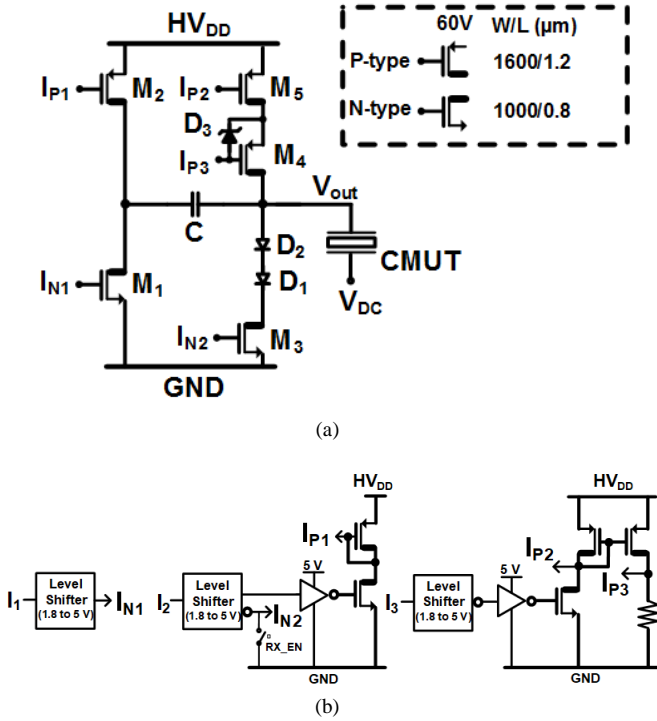 HVDD
60V W/L (μm)
P-type 1600/1.2
N-type 1000/0.8
IP1 M2 IP2 M5
D3
IP3 M4
Vout
C
D2
CMUT
D1
VDC
IN1 M1
IN2 M3
GND
(a)
HVDD HVDD
IP1
5 V
IP2
5 V
IP3
I1 Level Shifter (1.8 to 5 V) IN1
I2 Level Shifter (1.8 to 5 V) IN2
RX_EN
I3 Level Shifter (1.8 to 5 V)
GND GND
(b)